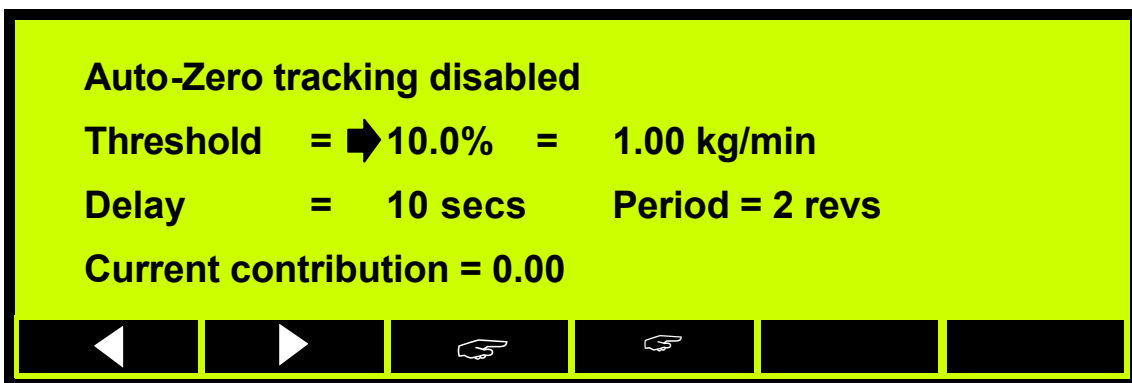 Auto-Zero tracking disabled
Threshold = 10.0% = 1.00 kg/min
Delay = 10 secs Period = 2 revs
Current contribution = 0.00